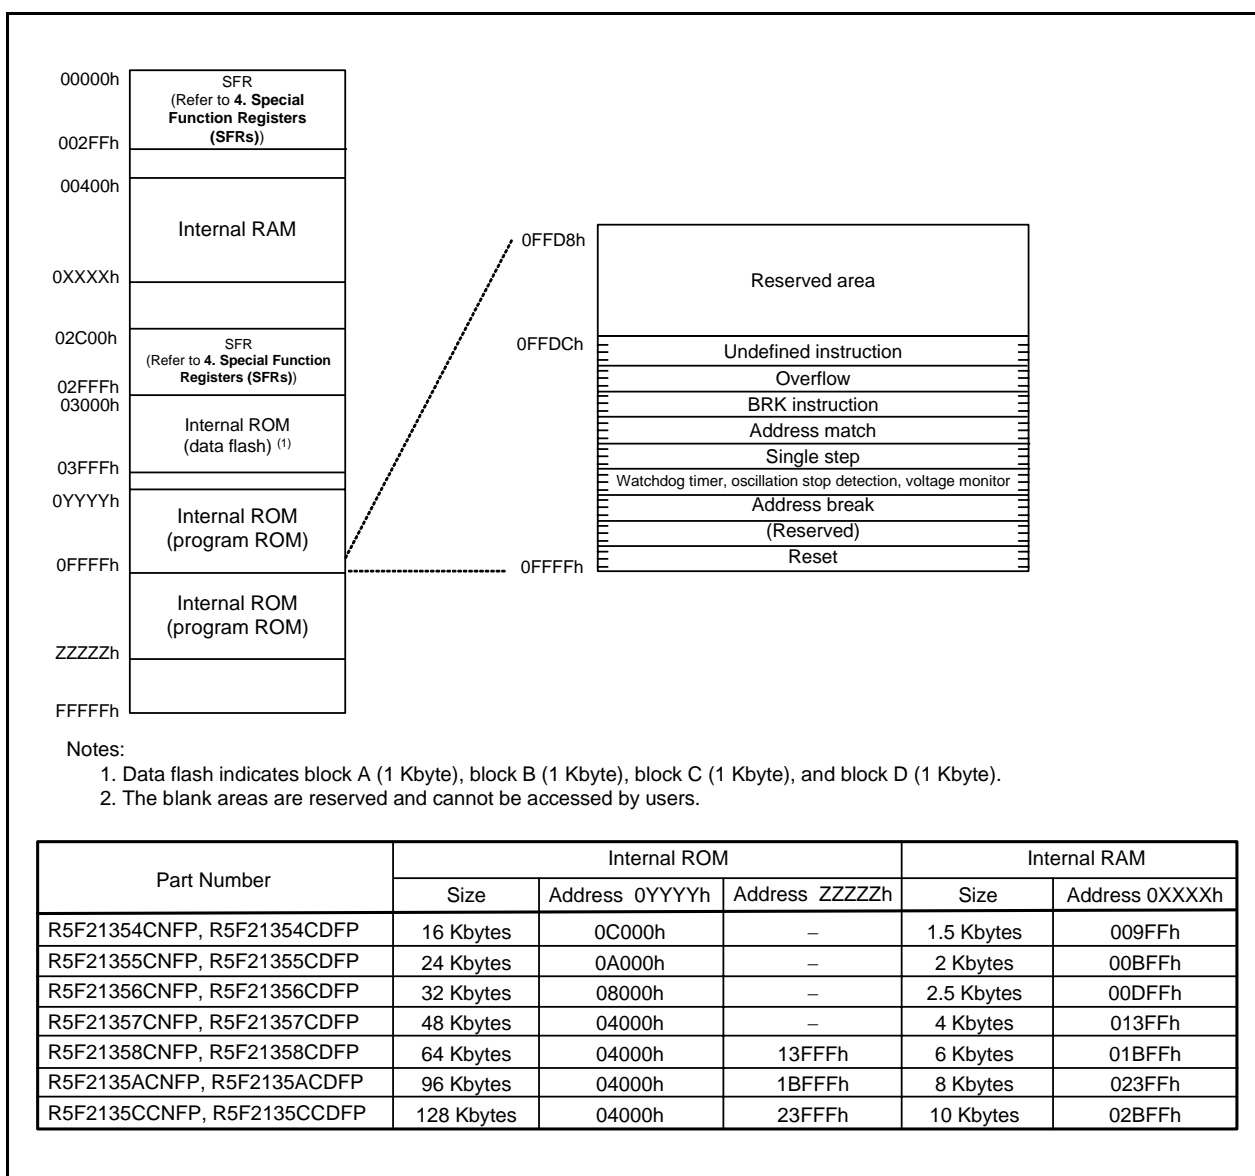 00000h
SFR
(Refer to 4. Special
Function Registers
(SFRs))
002FFh
00400h
Internal RAM
0XXXXh
02C00h
SFR
(Refer to 4. Special Function
Registers (SFRs))
02FFFh
03000h
Internal ROM
(data flash) (1)
03FFFh
0YYYYh
Internal ROM
(program ROM)
0FFFFh
Internal ROM
(program ROM)
ZZZZZh
FFFFFh
0FFD8h
Reserved area
0FFDCh
Undefined instruction
Overflow
BRK instruction
Address match
Single step
Watchdog timer, oscillation stop detection, voltage monitor
Address break
(Reserved)
Reset
0FFFFh
Notes:
1. Data flash indicates block A (1 Kbyte), block B (1 Kbyte), block C (1 Kbyte), and block D (1 Kbyte).
2. The blank areas are reserved and cannot be accessed by users.
Part Number Internal ROM Internal RAM
Size Address 0YYYYh Address ZZZZZh Size Address 0XXXXh
R5F21354CNFP, R5F21354CDFP 16 Kbytes 0C000h – 1.5 Kbytes 009FFh
R5F21355CNFP, R5F21355CDFP 24 Kbytes 0A000h – 2 Kbytes 00BFFh
R5F21356CNFP, R5F21356CDFP 32 Kbytes 08000h – 2.5 Kbytes 00DFFh
R5F21357CNFP, R5F21357CDFP 48 Kbytes 04000h – 4 Kbytes 013FFh
R5F21358CNFP, R5F21358CDFP 64 Kbytes 04000h 13FFFh 6 Kbytes 01BFFh
R5F2135ACNFP, R5F2135ACDFP 96 Kbytes 04000h 1BFFFh 8 Kbytes 023FFh
R5F2135CCNFP, R5F2135CCDFP 128 Kbytes 04000h 23FFFh 10 Kbytes 02BFFh